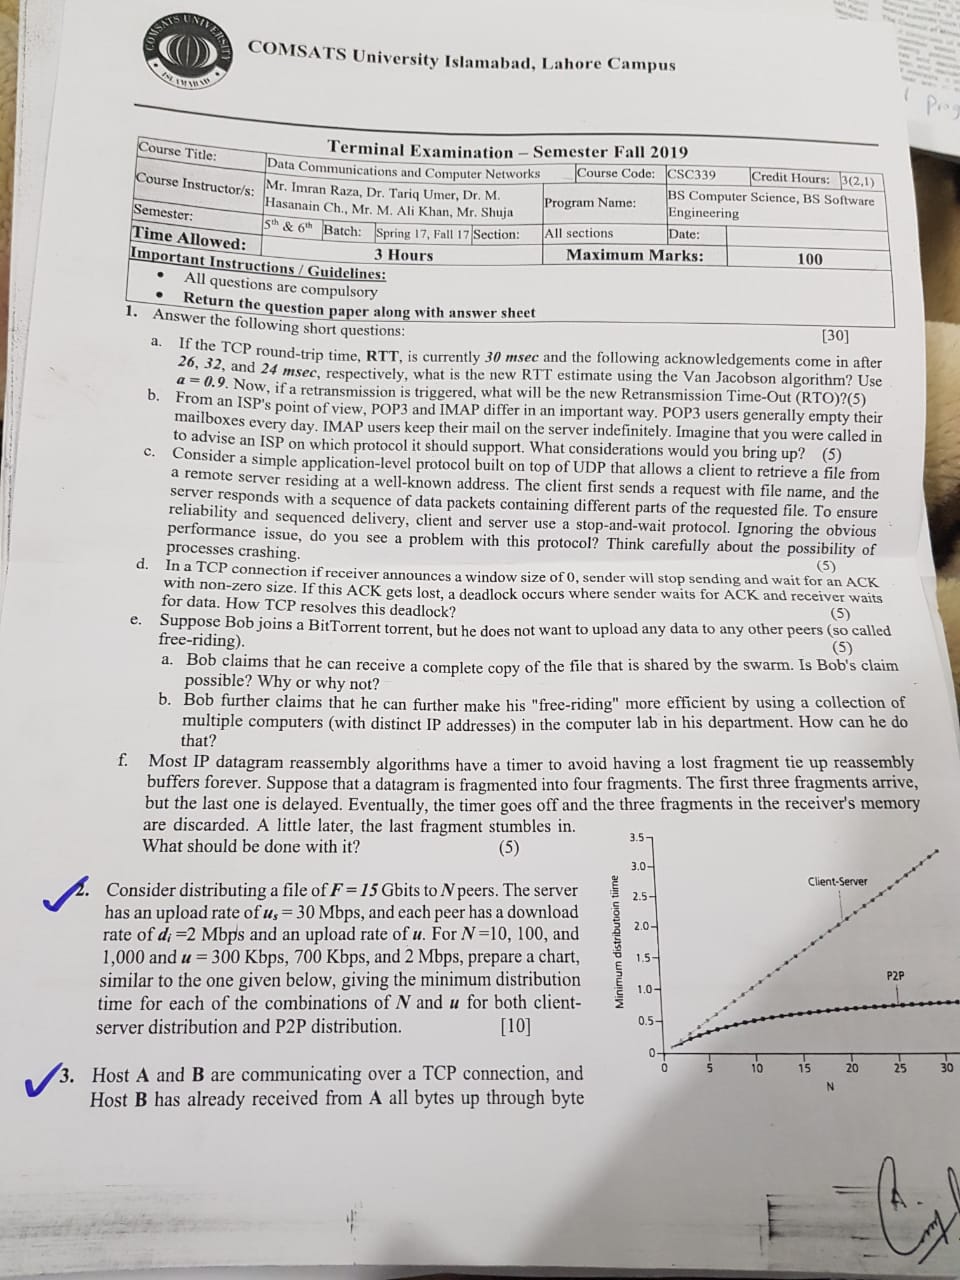 COMSATS UNIVERSITY
ISLAMABAD
COMSATS University Islamabad, Lahore Campus
Prog
Terminal Examination – Semester Fall 2019
Course Title: Data Communications and Computer Networks Course Code: CSC339 Credit Hours: 3(2,1)
Course Instructor/s: Mr. Imran Raza, Dr. Tariq Umer, Dr. M. Hasanain Ch., Mr. M. Ali Khan, Mr. Shuja Program Name: BS Computer Science, BS Software Engineering
Semester: 5th & 6th Batch: Spring 17, Fall 17 Section: All sections Date:
Time Allowed: 3 Hours Maximum Marks: 100
Important Instructions / Guidelines:
• All questions are compulsory
• Return the question paper along with answer sheet
1. Answer the following short questions: [30]
a. If the TCP round-trip time, RTT, is currently 30 msec and the following acknowledgements come in after
26, 32, and 24 msec, respectively, what is the new RTT estimate using the Van Jacobson algorithm? Use
a = 0.9. Now, if a retransmission is triggered, what will be the new Retransmission Time-Out (RTO)?(5)
b. From an ISP's point of view, POP3 and IMAP differ in an important way. POP3 users generally empty their
mailboxes every day. IMAP users keep their mail on the server indefinitely. Imagine that you were called in
to advise an ISP on which protocol it should support. What considerations would you bring up? (5)
c. Consider a simple application-level protocol built on top of UDP that allows a client to retrieve a file from
a remote server residing at a well-known address. The client first sends a request with file name, and the
server responds with a sequence of data packets containing different parts of the requested file. To ensure
reliability and sequenced delivery, client and server use a stop-and-wait protocol. Ignoring the obvious
performance issue, do you see a problem with this protocol? Think carefully about the possibility of
processes crashing. (5)
d. In a TCP connection if receiver announces a window size of 0, sender will stop sending and wait for an ACK
with non-zero size. If this ACK gets lost, a deadlock occurs where sender waits for ACK and receiver waits
for data. How TCP resolves this deadlock? (5)
e. Suppose Bob joins a BitTorrent torrent, but he does not want to upload any data to any other peers (so called
free-riding). (5)
a. Bob claims that he can receive a complete copy of the file that is shared by the swarm. Is Bob's claim
possible? Why or why not?
b. Bob further claims that he can further make his "free-riding" more efficient by using a collection of
multiple computers (with distinct IP addresses) in the computer lab in his department. How can he do
that?
f. Most IP datagram reassembly algorithms have a timer to avoid having a lost fragment tie up reassembly
buffers forever. Suppose that a datagram is fragmented into four fragments. The first three fragments arrive,
but the last one is delayed. Eventually, the timer goes off and the three fragments in the receiver's memory
are discarded. A little later, the last fragment stumbles in.
What should be done with it? (5)
2. Consider distributing a file of F = 15 Gbits to N peers. The server
has an upload rate of us = 30 Mbps, and each peer has a download
rate of di =2 Mbps and an upload rate of u. For N =10, 100, and
1,000 and u = 300 Kbps, 700 Kbps, and 2 Mbps, prepare a chart,
similar to the one given below, giving the minimum distribution
time for each of the combinations of N and u for both client-
server distribution and P2P distribution. [10]
3. Host A and B are communicating over a TCP connection, and
Host B has already received from A all bytes up through byte
Minimum distributioin tiime
3.5
3.0
2.5
2.0
1.5
1.0
0.5
0
Client-Server
P2P
0 5 10 15 20 25 30
N